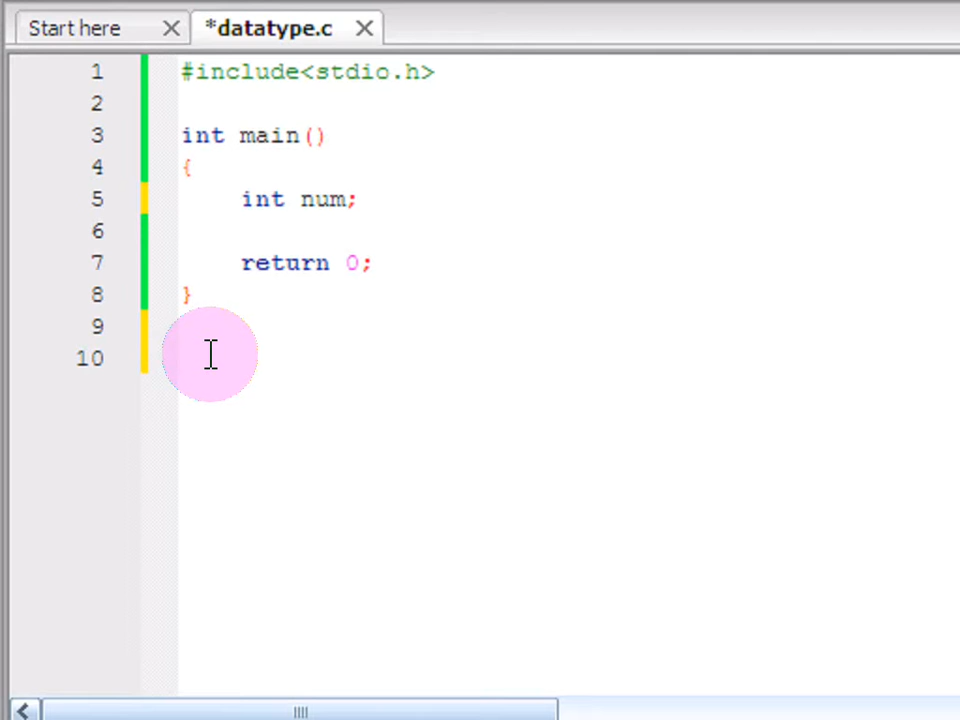 Start here
*datatype.c
1 #include<stdio.h>
2
3 int main()
4 {
5 int num;
6
7 return 0;
8 }
9
10